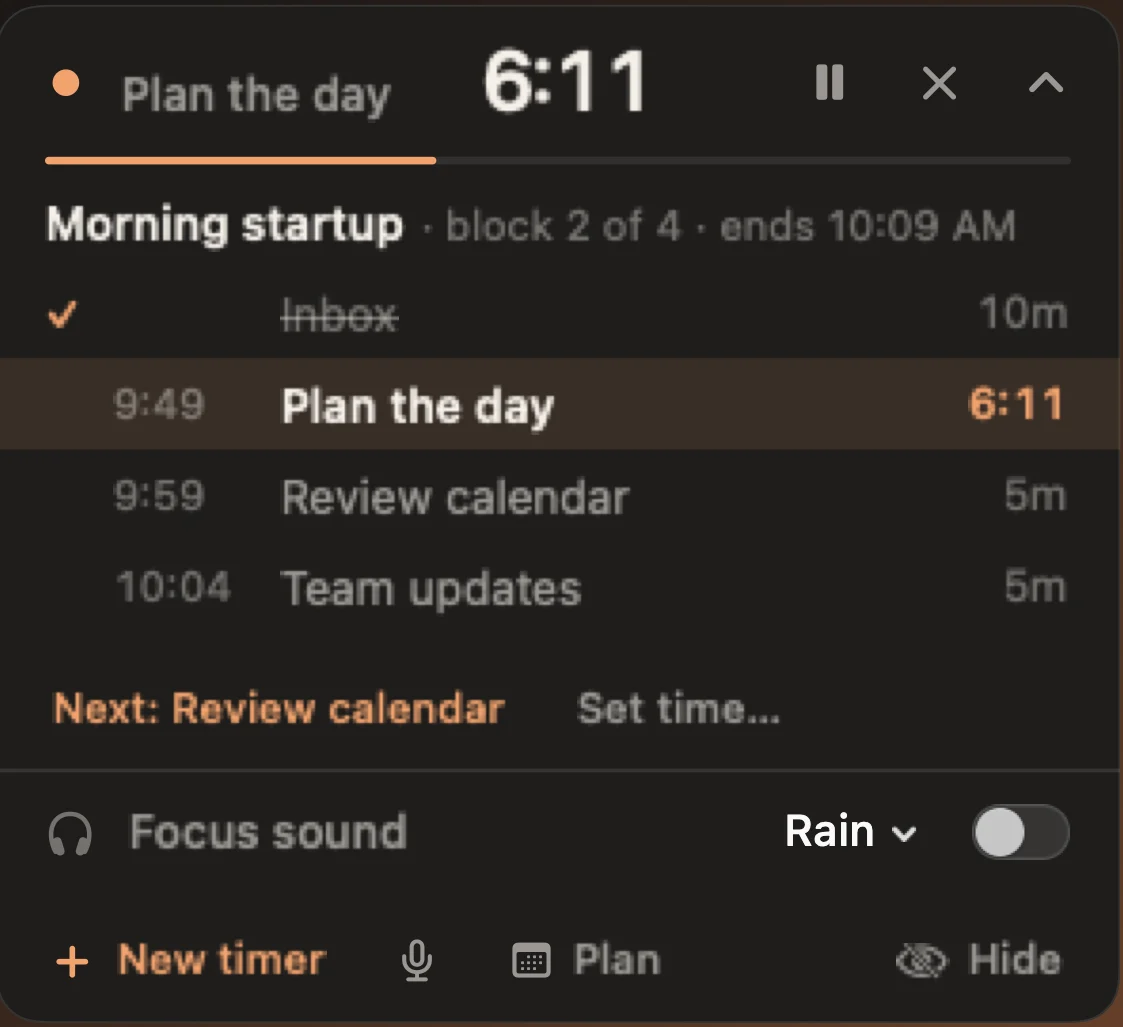 Plan the day 6:11
Morning startup · block 2 of 4 · ends 10:09 AM
Inbox 10m
9:49 Plan the day 6:11
9:59 Review calendar 5m
10:04 Team updates 5m
Next: Review calendar Set time...
Focus sound Rain
New timer Plan Hide